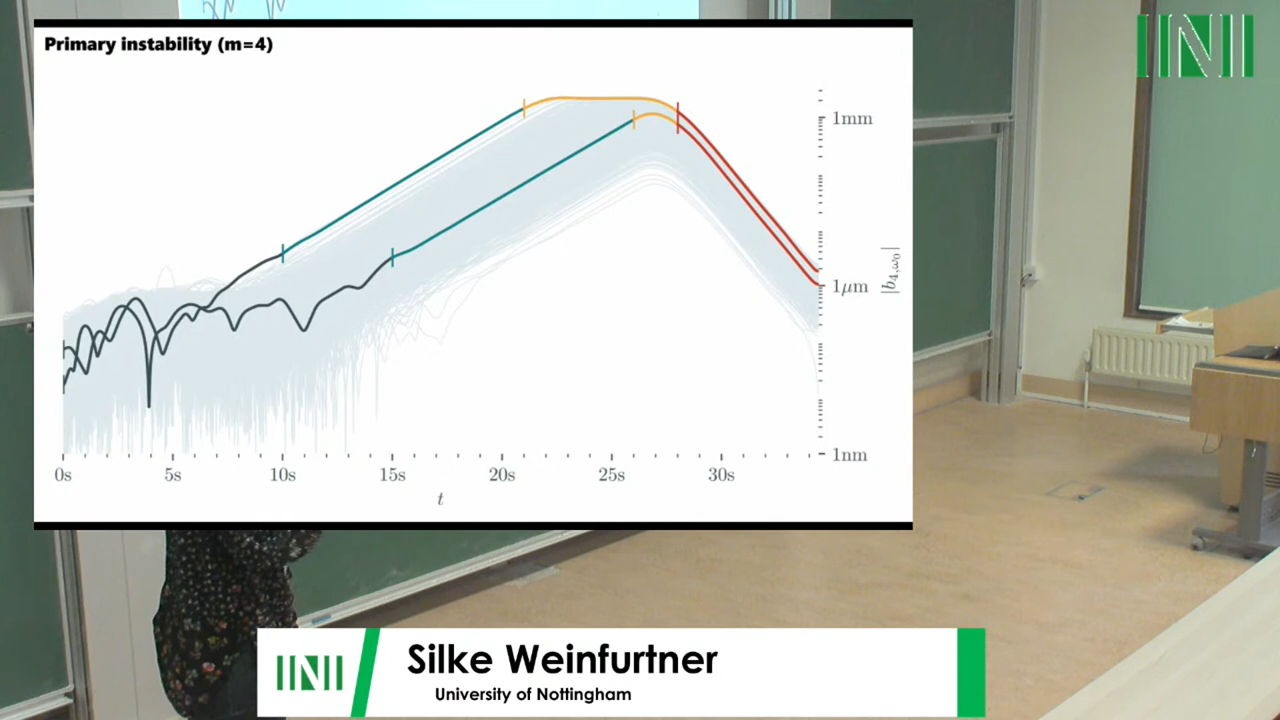 Primary instability (m=4)
1mm
1μm
1nm
|b₄,ω₀|
0s 5s 10s 15s 20s 25s 30s
t
INI
INI
Silke Weinfurtner
University of Nottingham